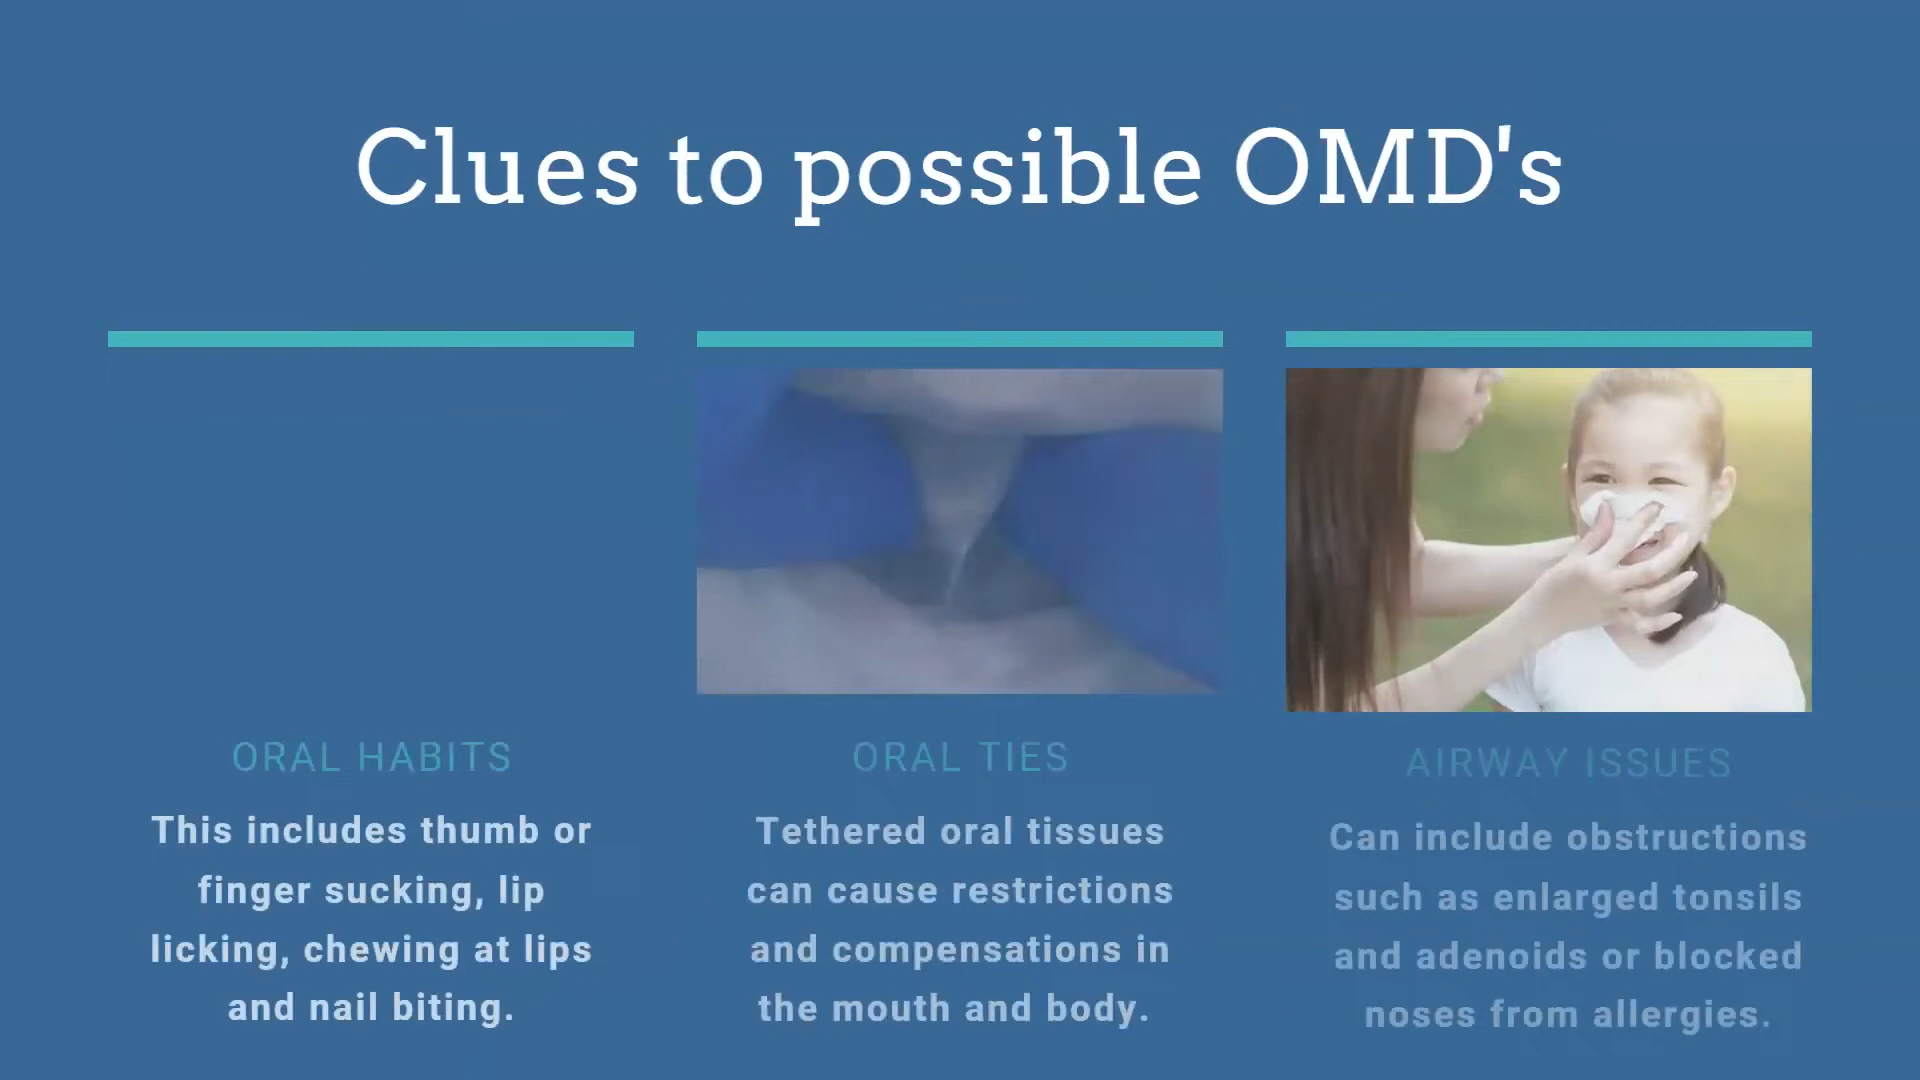 Clues to possible OMD's
ORAL HABITS
This includes thumb or
finger sucking, lip
licking, chewing at lips
and nail biting.
ORAL TIES
Tethered oral tissues
can cause restrictions
and compensations in
the mouth and body.
AIRWAY ISSUES
Can include obstructions
such as enlarged tonsils
and adenoids or blocked
noses from allergies.